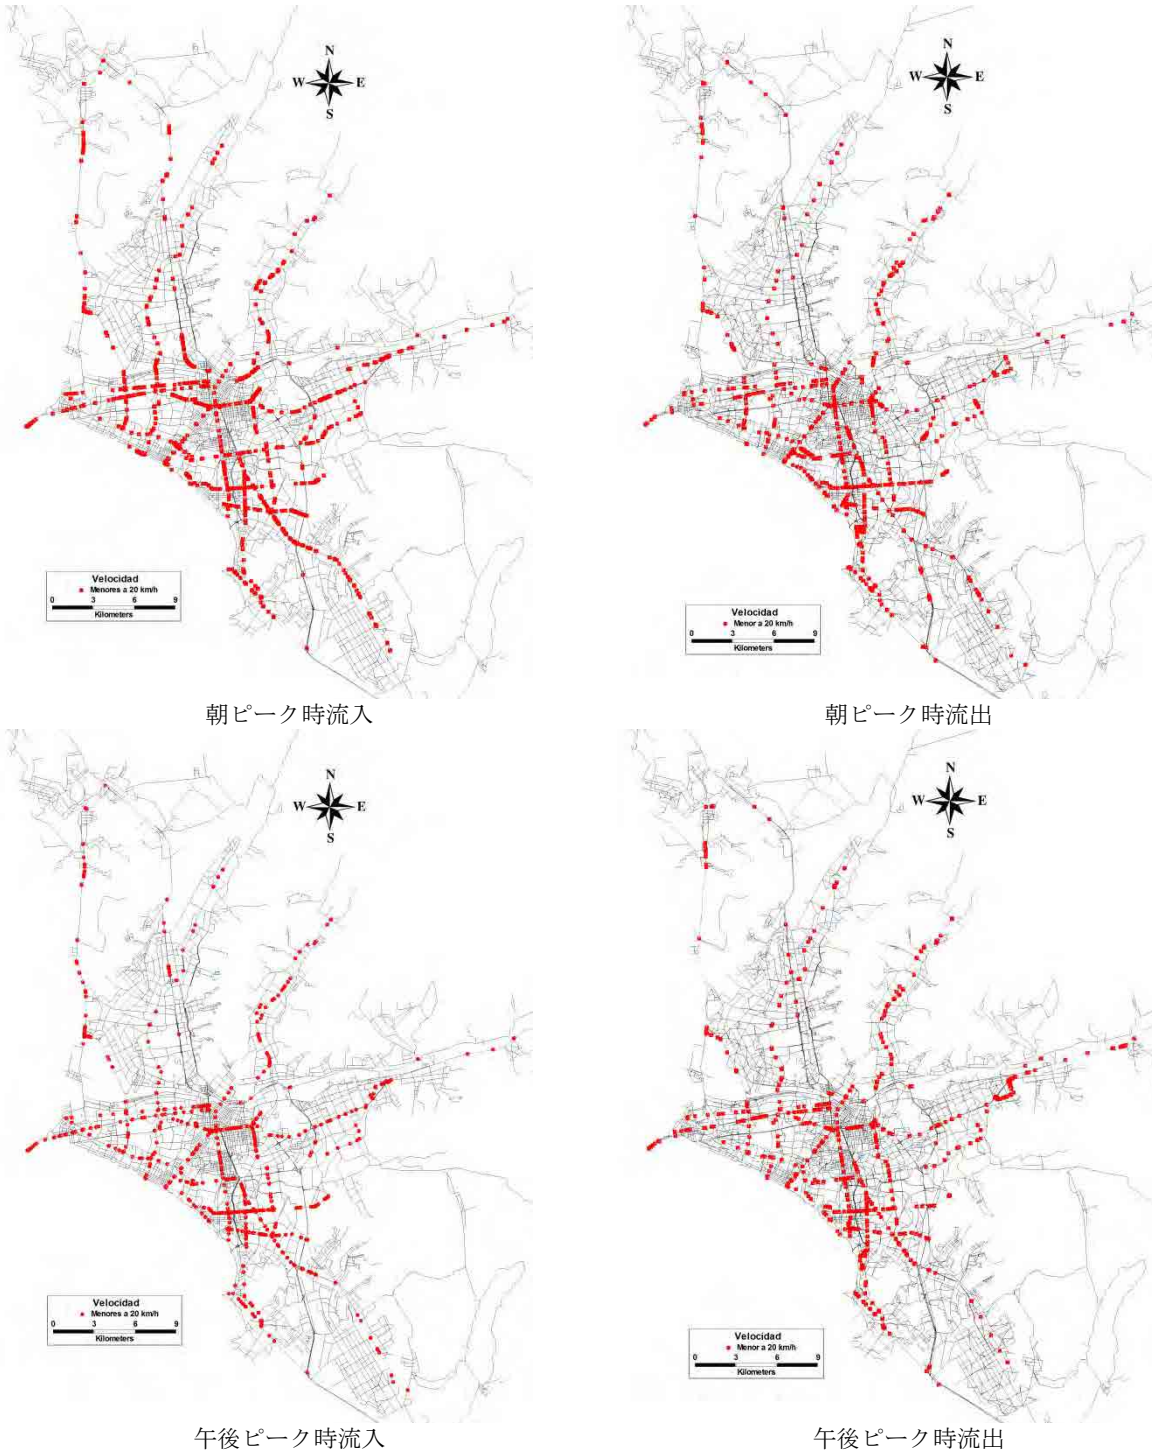 N
W E
S
Velocidad
Menores a 20 km/h
0 3 6 9
Kilometers
朝ピーク時流入
N
W E
S
Velocidad
Menor a 20 km/h
0 3 6 9
Kilometers
朝ピーク時流出
N
W E
S
Velocidad
Menores a 20 km/h
0 3 6 9
Kilometers
午後ピーク時流入
N
W E
S
Velocidad
Menor a 20 km/h
0 3 6 9
Kilometers
午後ピーク時流出